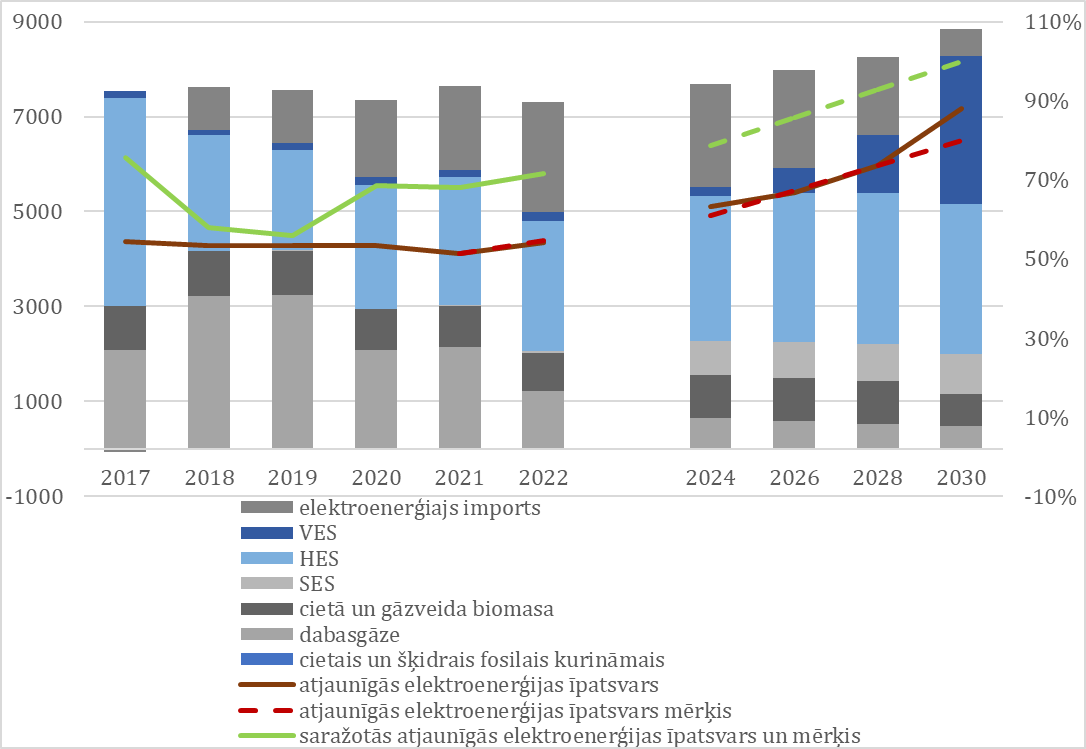 9000
7000
5000
3000
1000
-1000
110%
90%
70%
50%
30%
10%
-10%
2017 2018 2019 2020 2021 2022 2024 2026 2028 2030
elektroenerģiajs imports
VES
HES
SES
cietā un gāzveida biomasa
dabasgāze
cietais un šķidrais fosilais kurināmais
atjaunīgās elektroenerģijas īpatsvars
atjaunīgās elektroenerģijas īpatsvars mērķis
saražotās atjaunīgās elektroenerģijas īpatsvars un mērķis